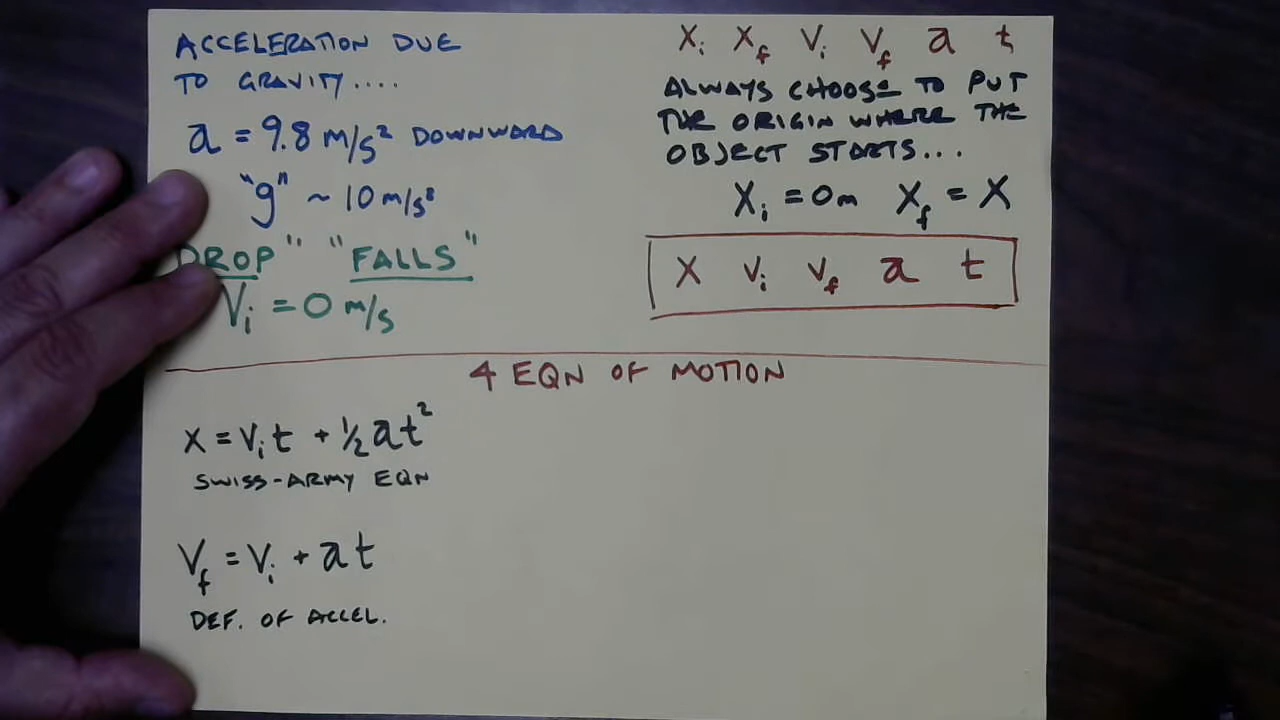 ACCELERATION DUE
TO GRAVITY....
a = 9.8 m/s² DOWNWARD
"g" ~ 10 m/s²
DROP" "FALLS"
Vi = 0 m/s
Xi Xf Vi Vf a t
ALWAYS CHOOSE TO PUT
THE ORIGIN WHERE THE
OBJECT STARTS...
Xi = 0m Xf = X
X Vi Vf a t
4 EQN OF MOTION
x = Vit + ½at²
SWISS-ARMY EQN
Vf = Vi + at
DEF. OF ACCEL.